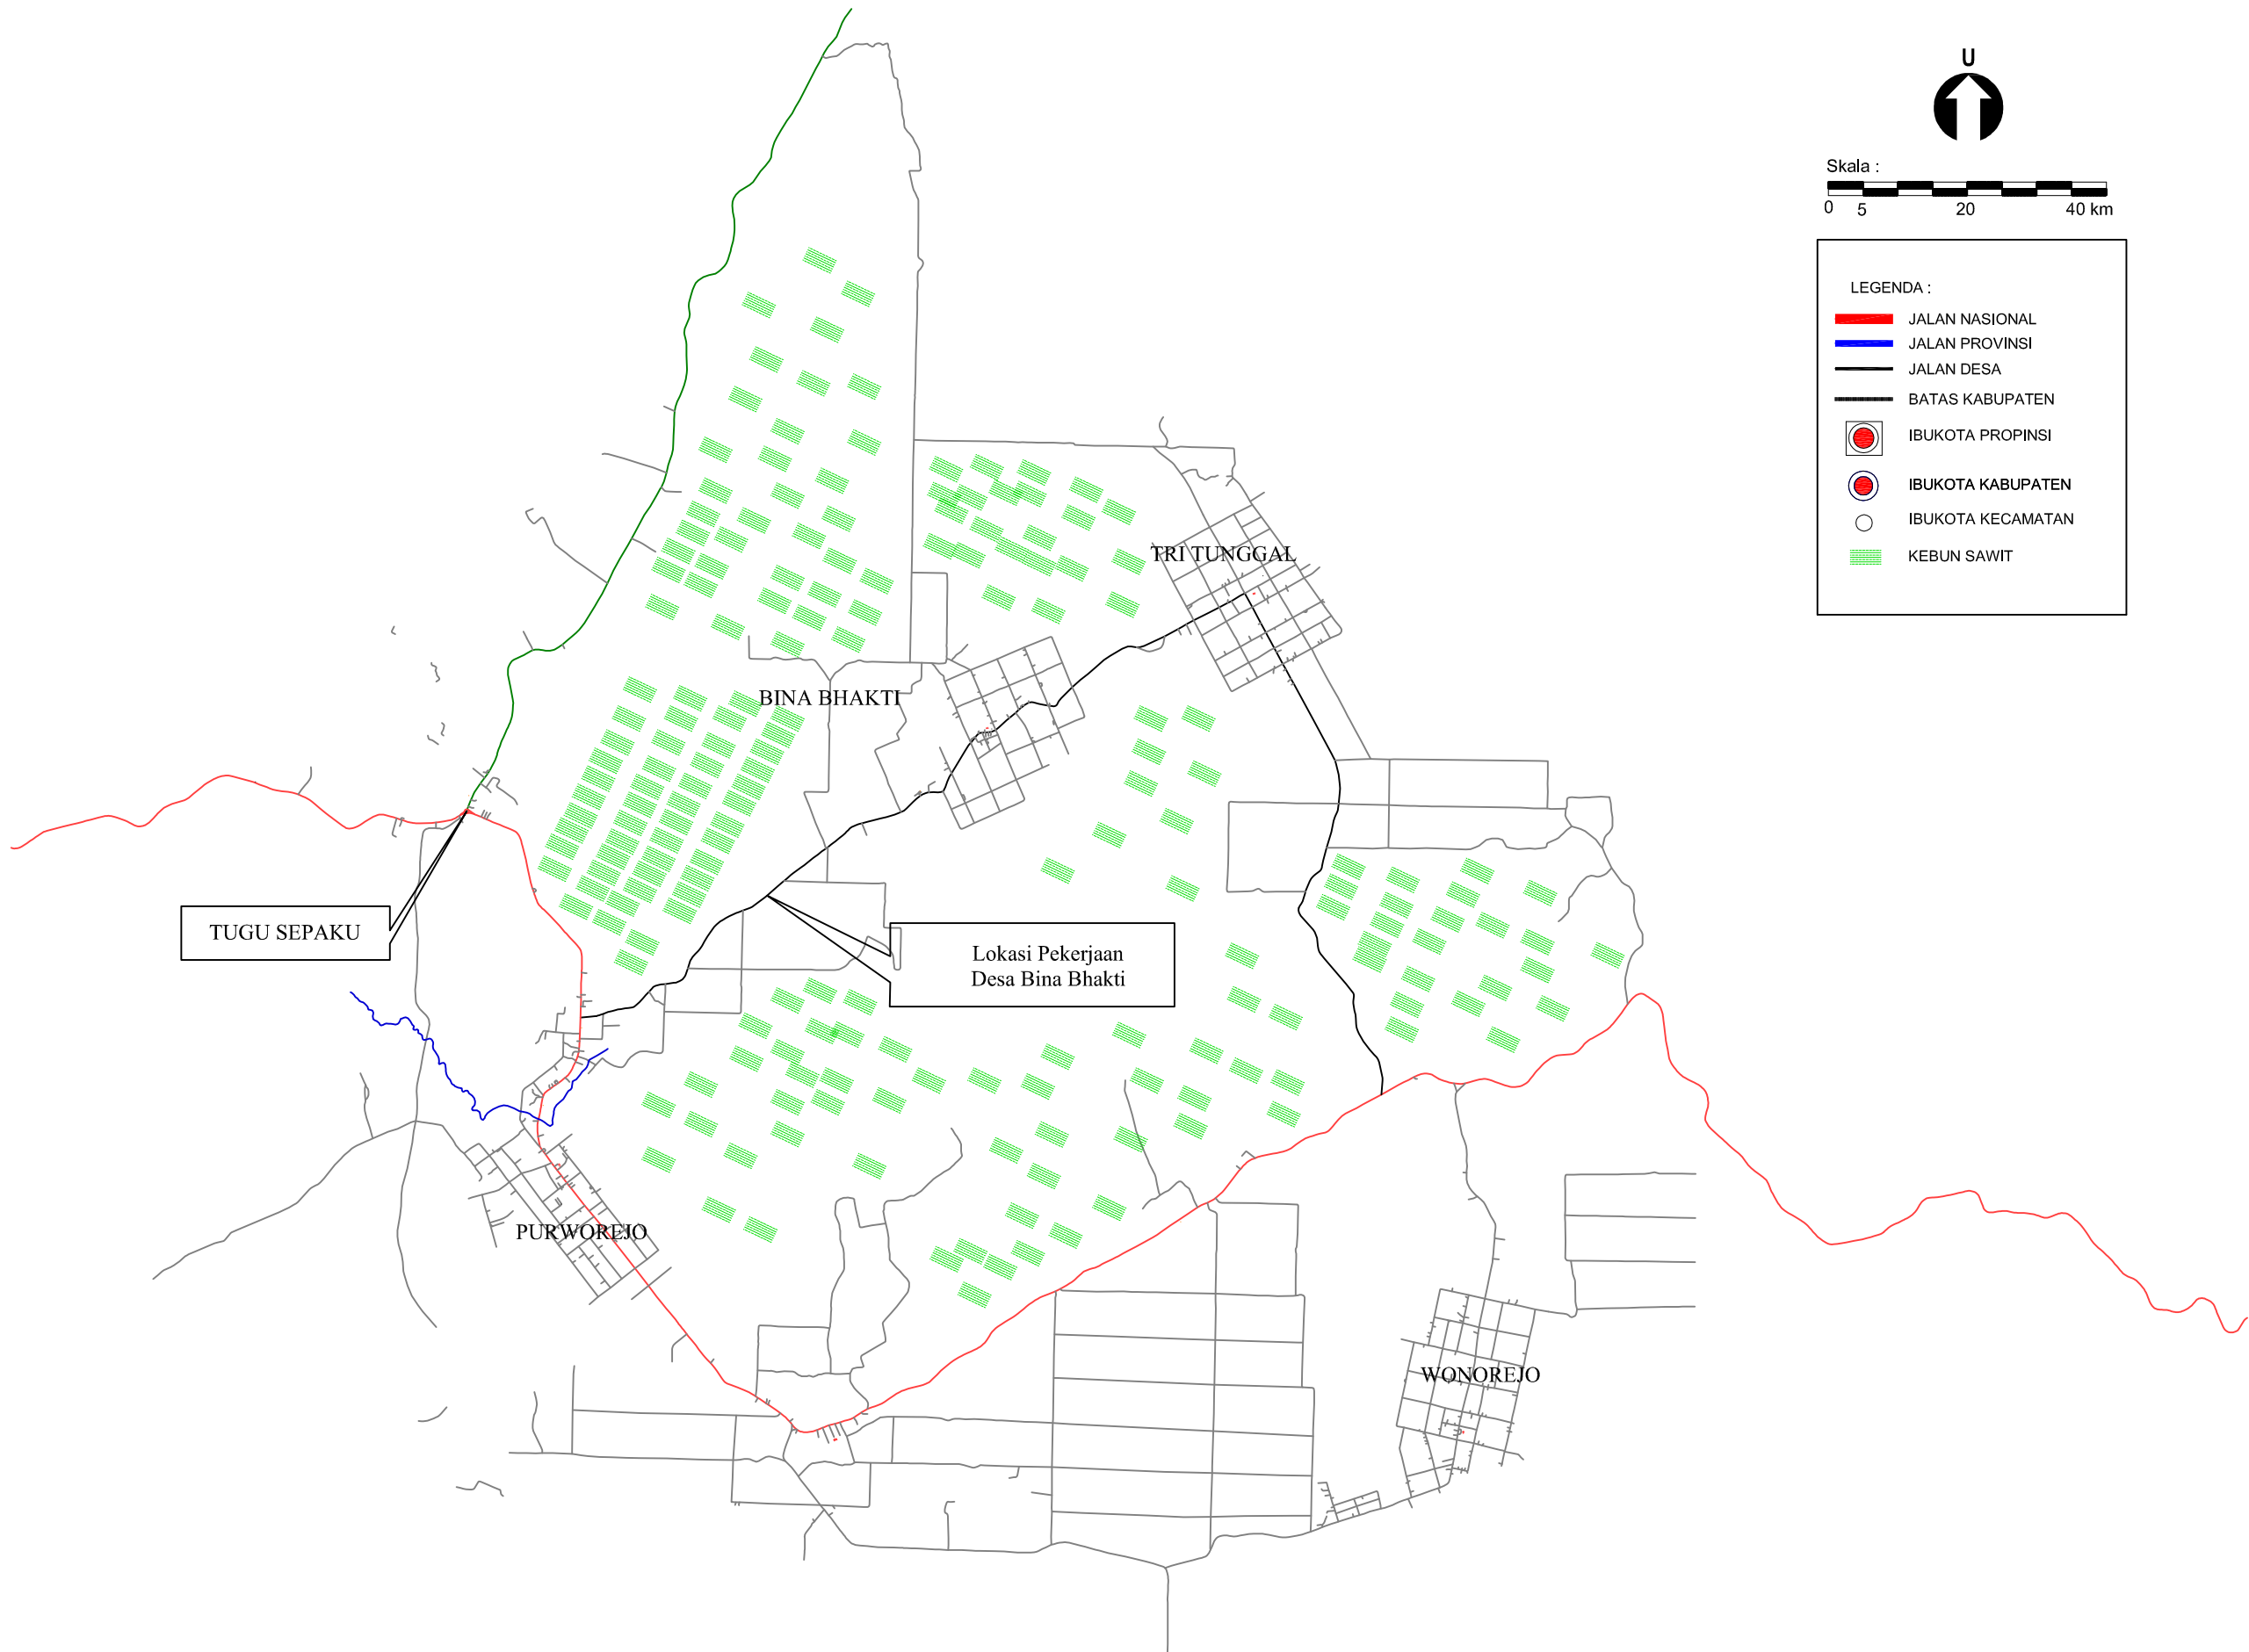 U
Skala :
0 5 20 40 km
LEGENDA :
JALAN NASIONAL
JALAN PROVINSI
JALAN DESA
BATAS KABUPATEN
IBUKOTA PROPINSI
IBUKOTA KABUPATEN
IBUKOTA KECAMATAN
KEBUN SAWIT
TRI TUNGGAL
BINA BHAKTI
TUGU SEPAKU
Lokasi Pekerjaan
Desa Bina Bhakti
PURWOREJO
WONOREJO